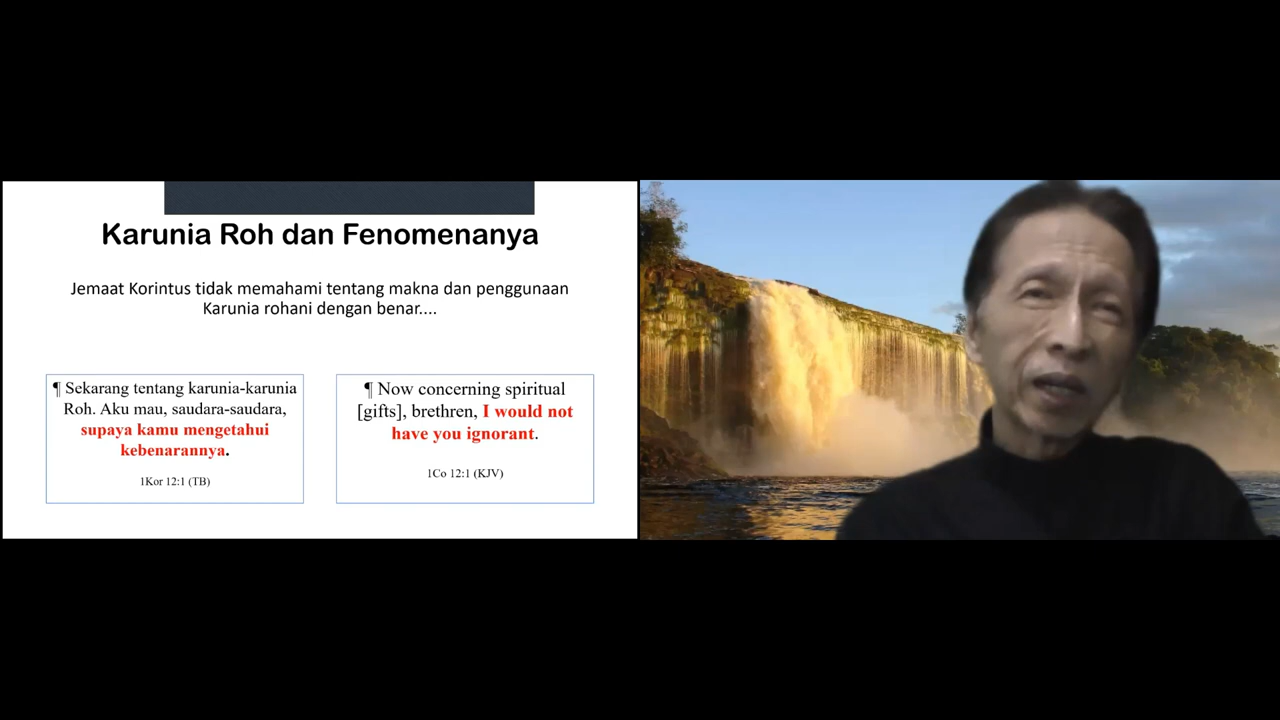 Karunia Roh dan Fenomenanya
Jemaat Korintus tidak memahami tentang makna dan penggunaan
Karunia rohani dengan benar....
¶ Sekarang tentang karunia-karunia
Roh. Aku mau, saudara-saudara,
supaya kamu mengetahui
kebenarannya.
1Kor 12:1 (TB)
¶ Now concerning spiritual
[gifts], brethren, I would not
have you ignorant.
1Co 12:1 (KJV)